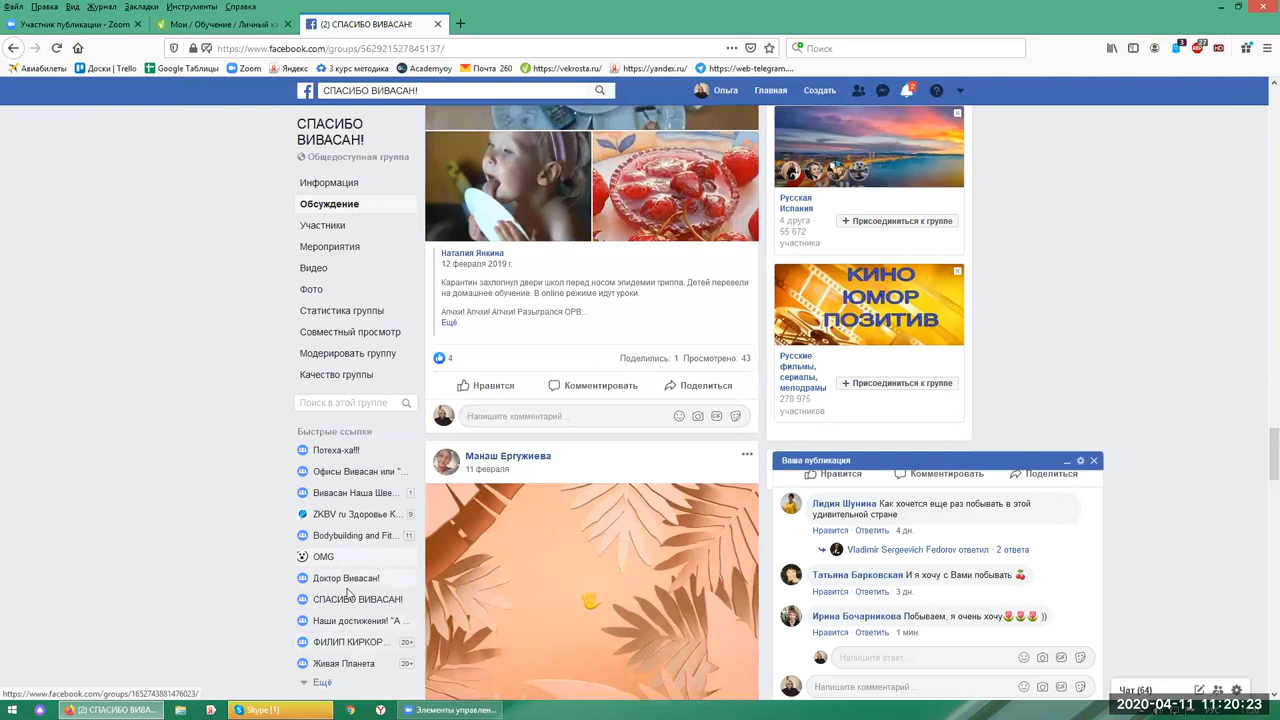 Файл Правка Вид Журнал Закладки Инструменты Справка
Участник публикации - Zoom
Мои / Обучение / Личный к
(2) СПАСИБО ВИВАСАН!
https://www.facebook.com/groups/562921527845137/
Поиск
Авиабилеты Доски | Trello Google Таблицы Zoom Яндекс 3 курс методика Academyoy Почта 260 https://vekrosta.ru/ https://yandex.ru/ https://web-telegram....
СПАСИБО ВИВАСАН!
Ольга Главная Создать
2
СПАСИБО
ВИВАСАН!
Общедоступная группа
Информация
Обсуждение
Участники
Мероприятия
Видео
Фото
Статистика группы
Совместный просмотр
Модерировать группу
Качество группы
Поиск в этой группе
Быстрые ссылки
Потеха-ха!!!
Офисы Вивасан или "...
Вивасан Наша Шве... 1
ZKBV ru Здоровье К... 9
Bodybuilding and Fit... 11
OMG
Доктор Вивасан!
СПАСИБО ВИВАСАН!
Наши достижения! "А ...
ФИЛИП КИРКОР... 20+
Живая Планета 20+
Ещё
Наталия Янкина
12 февраля 2019 г.
Карантин захлопнул двери школ перед носом эпидемии гриппа. Детей перевели
на домашнее обучение. В online режиме идут уроки.
Апчхи! Апчхи! Апчхи! Разыгрался ОРВ...
Ещё
4
Поделились: 1 Просмотрено: 43
Нравится Комментировать Поделиться
Напишите комментарий...
Манаш Ергужиева
11 февраля
Русская
Испания
4 друга
55 672
участника
Присоединиться к группе
КИНО
ЮМОР
ПОЗИТИВ
Русские
фильмы,
сериалы,
мелодрамы
278 975
участников
Присоединиться к группе
Ваша публикация
Нравится Комментировать Поделиться
Лидия Шунина Как хочется еще раз побывать в этой
удивительной стране
Нравится · Ответить · 4 дн.
Vladimir Sergeevich Fedorov ответил · 2 ответа
Татьяна Барковская И я хочу с Вами побывать
Нравится · Ответить · 3 дн.
Ирина Бочарникова Побываем, я очень хочу ))
Нравится · Ответить · 1 мин.
Напишите ответ...
Напишите комментарий...
Чат (64)
https://www.facebook.com/groups/1652743881476023/
(2) СПАСИБО ВИВА...
Skype [1]
Элементы управлен...
2020-04-11 11:20:23